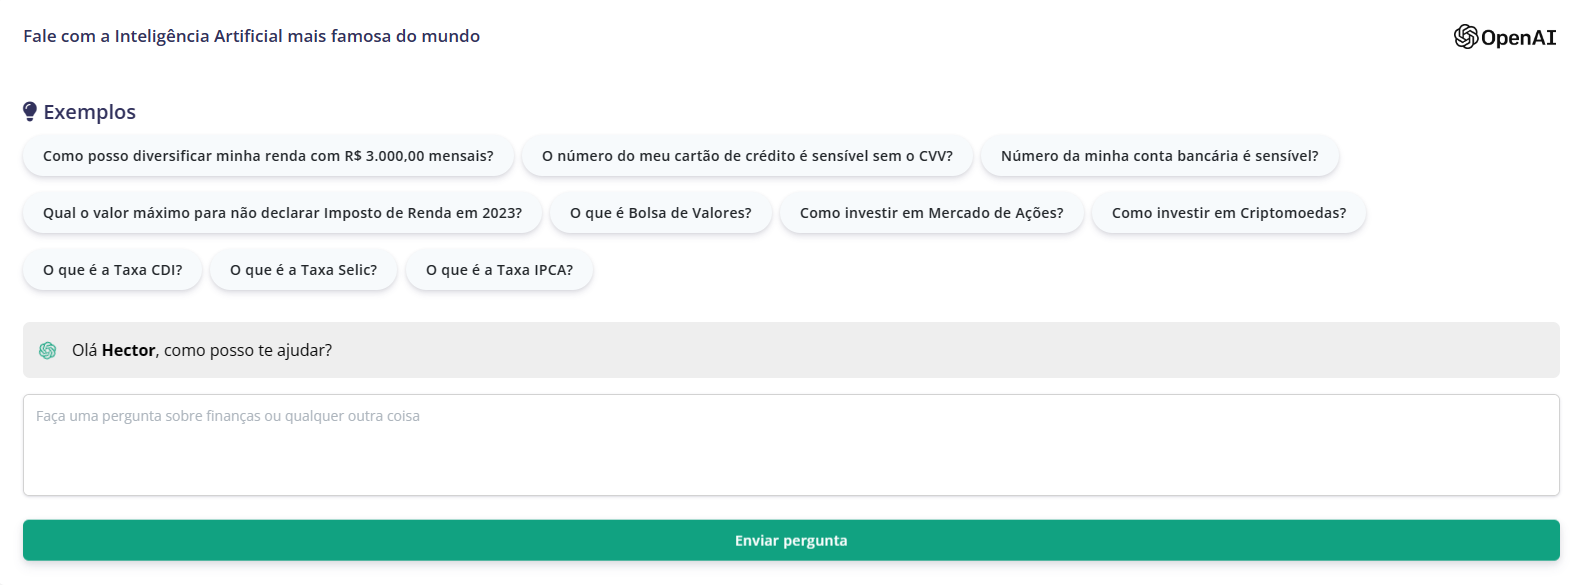 Fale com a Inteligência Artificial mais famosa do mundo
OpenAI
Exemplos
Como posso diversificar minha renda com R$ 3.000,00 mensais?
O número do meu cartão de crédito é sensível sem o CVV?
Número da minha conta bancária é sensível?
Qual o valor máximo para não declarar Imposto de Renda em 2023?
O que é Bolsa de Valores?
Como investir em Mercado de Ações?
Como investir em Criptomoedas?
O que é a Taxa CDI?
O que é a Taxa Selic?
O que é a Taxa IPCA?
Olá Hector, como posso te ajudar?
Faça uma pergunta sobre finanças ou qualquer outra coisa
Enviar pergunta